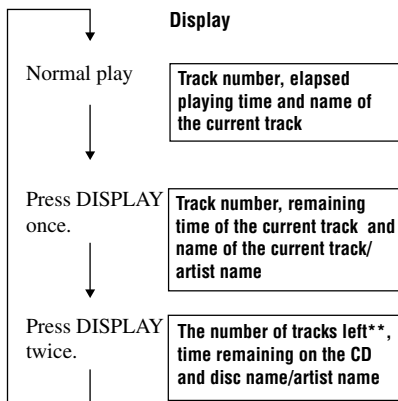 Display
Normal play
Track number, elapsed
playing time and name of
the current track
Press DISPLAY
once.
Track number, remaining
time of the current track and
name of the current track/
artist name
Press DISPLAY
twice.
The number of tracks left**,
time remaining on the CD
and disc name/artist name